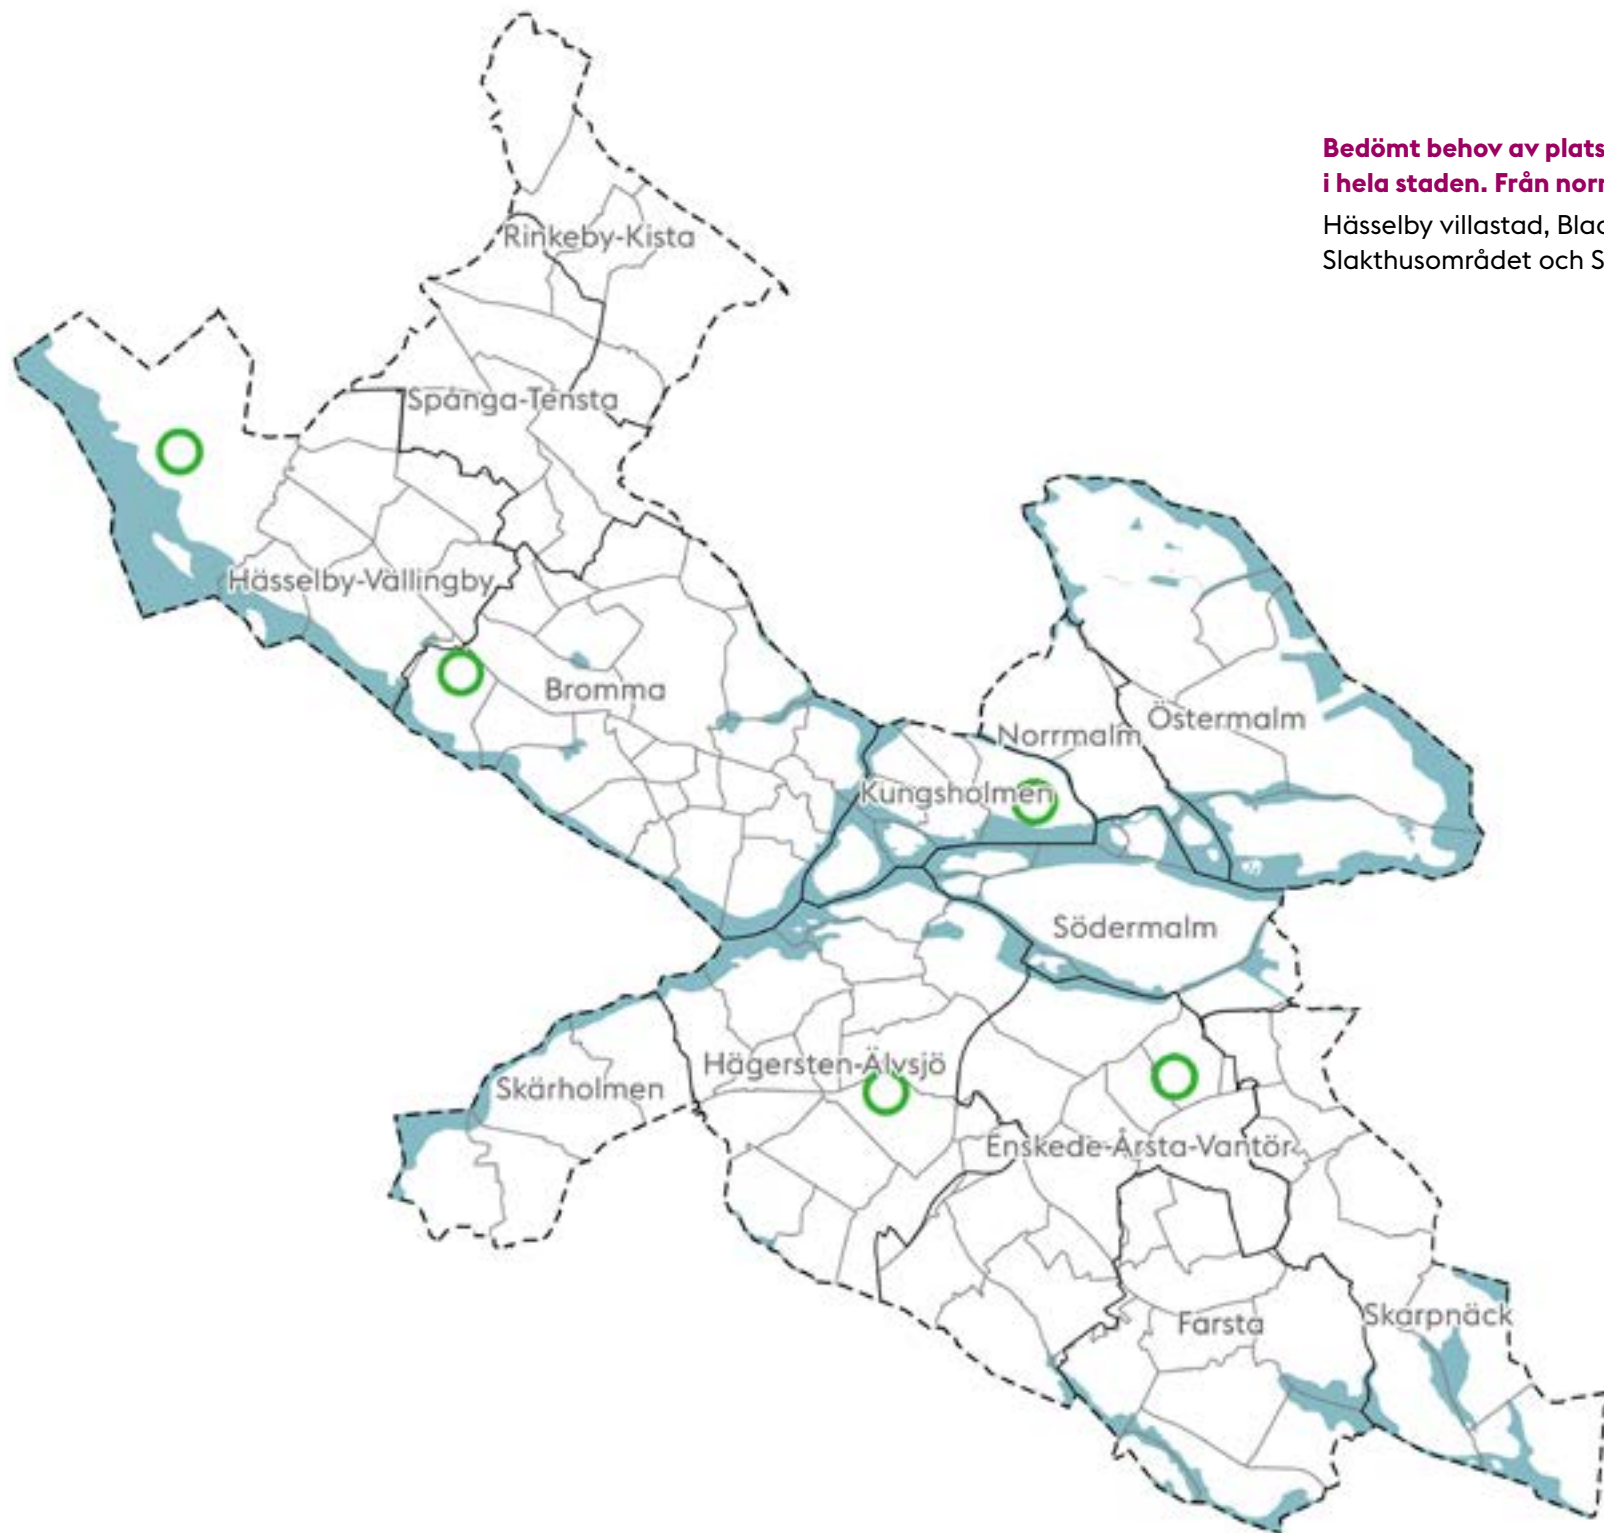 Bedömt behov av plats
i hela staden. Från norr
Hässelby villastad, Blac
Slakthusområdet och S
Rinkeby-Kista
Spånga-Tensta
Hässelby-Vällingby
Bromma
Norrmalm
Östermalm
Kungsholmen
Södermalm
Hägersten-Älvsjö
Skärholmen
Enskede-Årsta-Vantör
Farsta
Skarpnäck